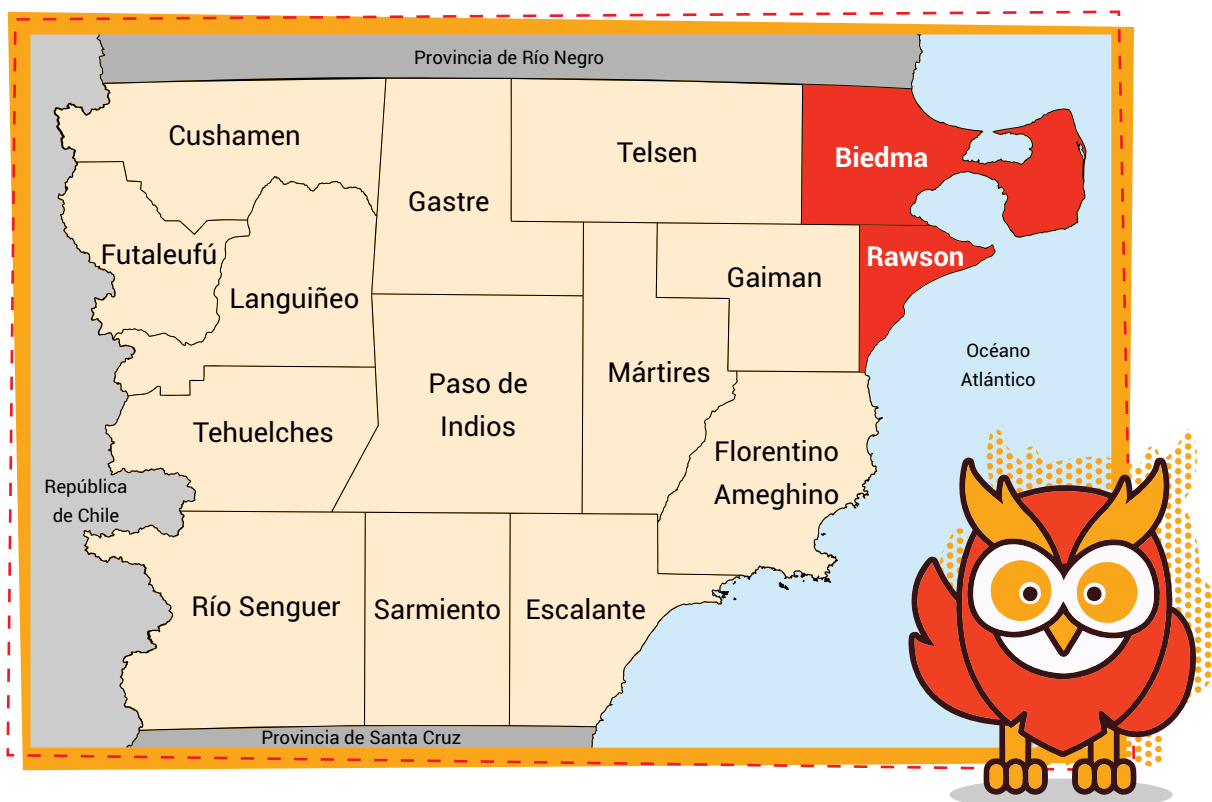 Provincia de Río Negro
Cushamen
Telsen
Biedma
Gastre
Futaleufú
Rawson
Gaiman
Languiñeo
Océano
Atlántico
Mártires
Paso de
Indios
Tehuelches
Florentino
Ameghino
República
de Chile
Río Senguer
Sarmiento
Escalante
Provincia de Santa Cruz